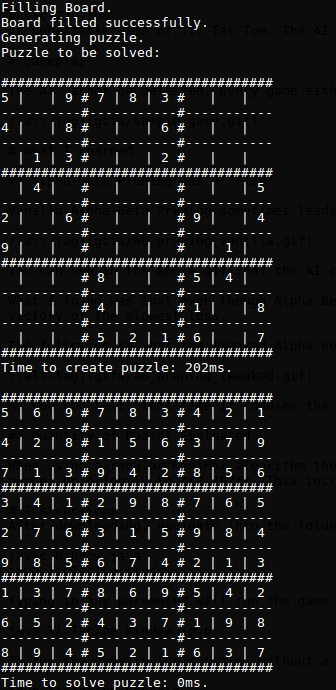 Filling Board.
Board filled successfully.
Generating puzzle.
Puzzle to be solved:
##################################
5 |   | 9 # 7 | 8 | 3 #   |   |
----------#-----------#-----------
4 |   | 8 #   |   | 6 #   |   |
----------#-----------#-----------
  | 1 | 3 #   |   | 2 #   |   |
##################################
  | 4 |   #   |   |   #   |   | 5
----------#-----------#-----------
2 |   | 6 #   |   |   # 9 |   | 4
----------#-----------#-----------
9 |   |   #   |   |   #   | 1 |
##################################
  |   |   # 8 |   |   # 5 | 4 |
----------#-----------#-----------
  |   |   # 4 |   |   # 1 |   | 8
----------#-----------#-----------
  |   |   # 5 | 2 | 1 # 6 |   | 7
##################################
Time to create puzzle: 202ms.
##################################
5 | 6 | 9 # 7 | 8 | 3 # 4 | 2 | 1
----------#-----------#-----------
4 | 2 | 8 # 1 | 5 | 6 # 3 | 7 | 9
----------#-----------#-----------
7 | 1 | 3 # 9 | 4 | 2 # 8 | 5 | 6
##################################
3 | 4 | 1 # 2 | 9 | 8 # 7 | 6 | 5
----------#-----------#-----------
2 | 7 | 6 # 3 | 1 | 5 # 9 | 8 | 4
----------#-----------#-----------
9 | 8 | 5 # 6 | 7 | 4 # 2 | 1 | 3
##################################
1 | 3 | 7 # 8 | 6 | 9 # 5 | 4 | 2
----------#-----------#-----------
6 | 5 | 2 # 4 | 3 | 7 # 1 | 9 | 8
----------#-----------#-----------
8 | 9 | 4 # 5 | 2 | 1 # 6 | 3 | 7
##################################
Time to solve puzzle: 0ms.